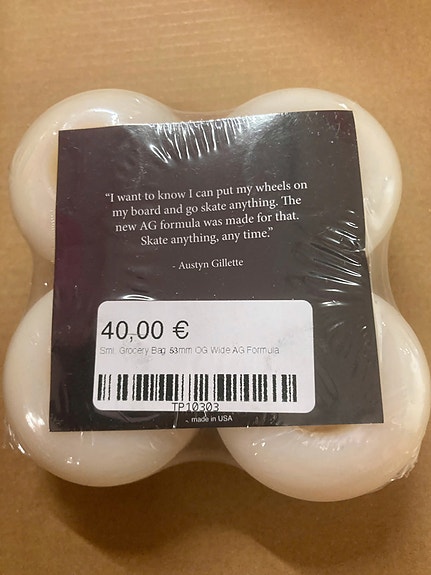 “I want to know I can put my wheels on
my board and go skate anything. The
new AG formula was made for that.
Skate anything, any time.”
- Austyn Gillette
40,00 €
Sml. Grocery Bag 53mm OG Wide AG Formula
TP10303
made in USA